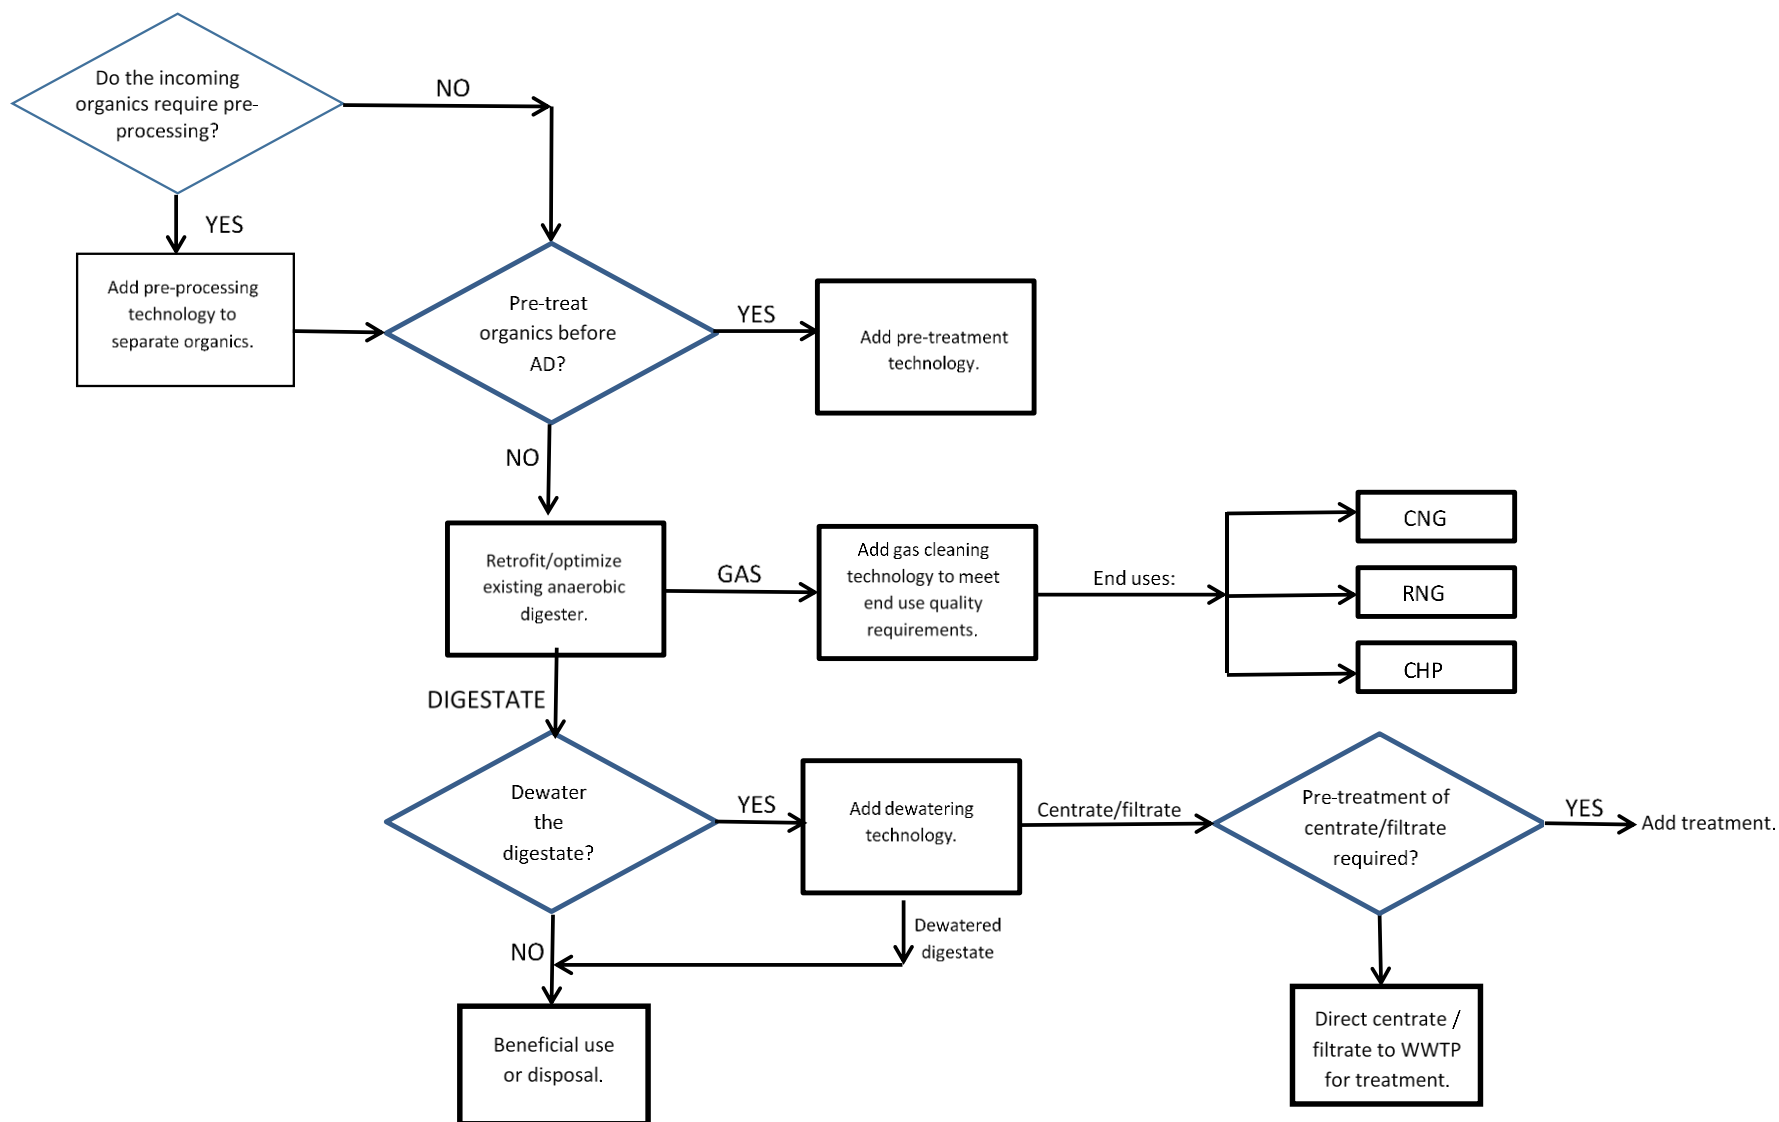 Do the incoming
organics require pre-
processing?
NO
YES
Add pre-processing
technology to
separate organics.
Pre-treat
organics before
AD?
YES
Add pre-treatment
technology.
NO
Retrofit/optimize
existing anaerobic
digester.
GAS
Add gas cleaning
technology to meet
end use quality
requirements.
End uses:
CNG
RNG
CHP
DIGESTATE
Dewater
the
digestate?
YES
Add dewatering
technology.
Centrate/filtrate
Pre-treatment of
centrate/filtrate
required?
YES
Add treatment.
Dewatered
digestate
NO
Beneficial use
or disposal.
Direct centrate /
filtrate to WWTP
for treatment.